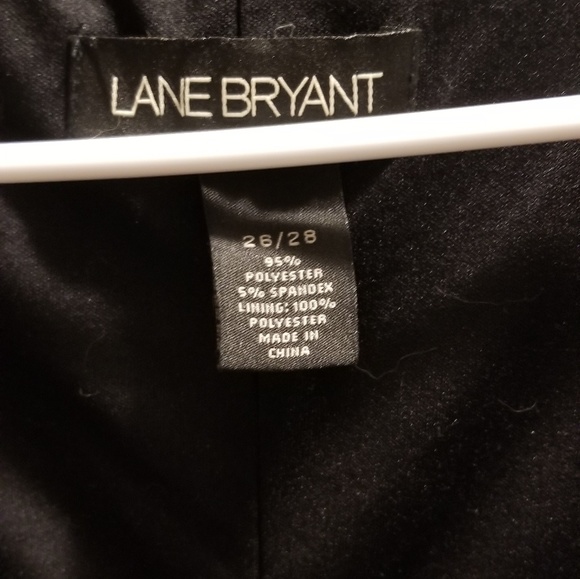 LANE BRYANT
26/28
95%
POLYESTER
5% SPANDEX
LINING: 100%
POLYESTER
MADE IN
CHINA